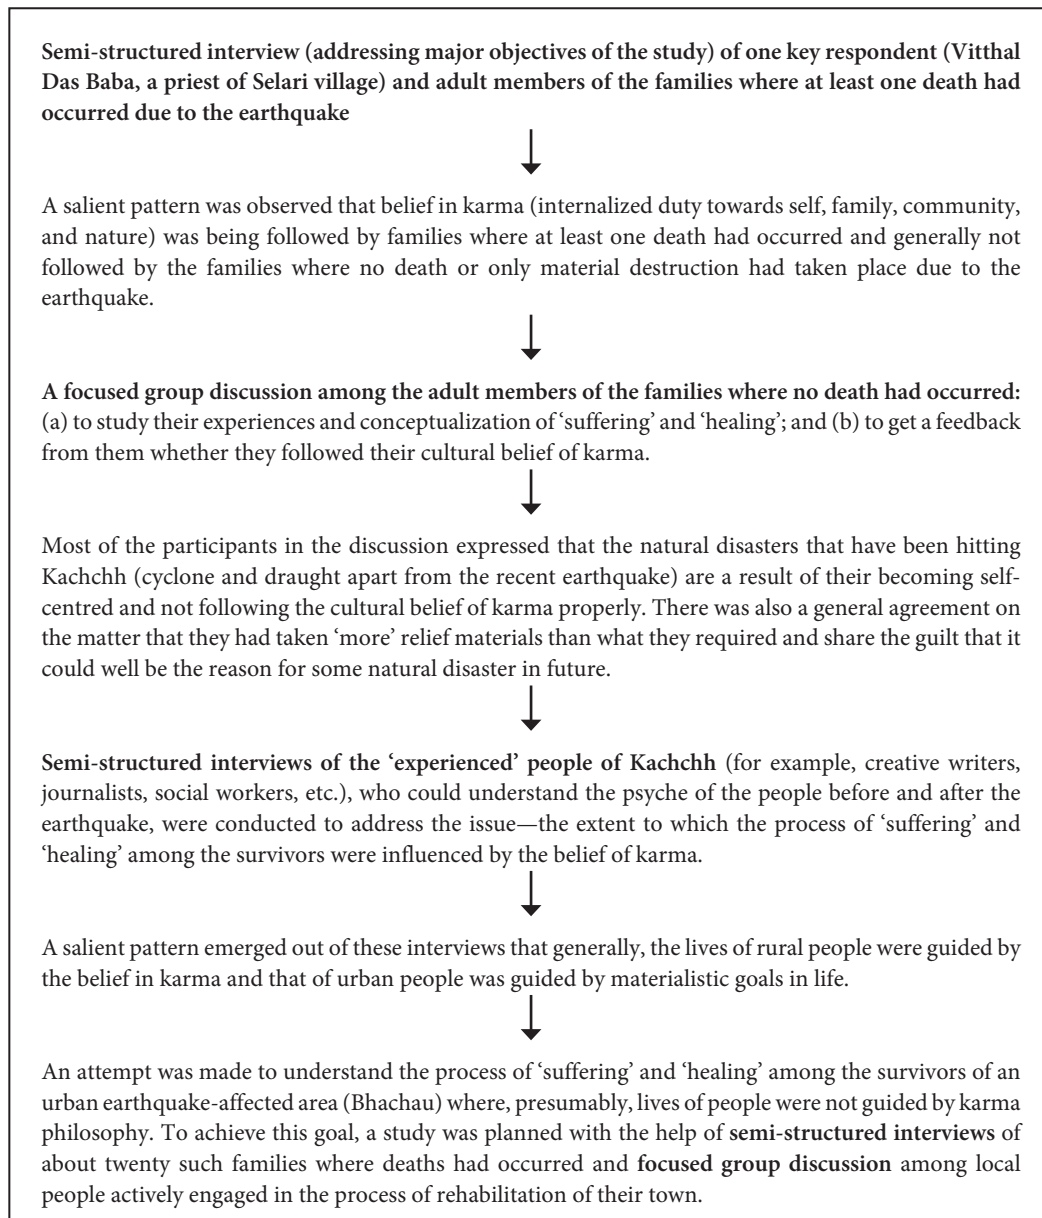 Semi-structured interview (addressing major objectives of the study) of one key respondent (Vitthal
Das Baba, a priest of Selari village) and adult members of the families where at least one death had
occurred due to the earthquake
A salient pattern was observed that belief in karma (internalized duty towards self, family, community,
and nature) was being followed by families where at least one death had occurred and generally not
followed by the families where no death or only material destruction had taken place due to the
earthquake.
A focused group discussion among the adult members of the families where no death had occurred:
(a) to study their experiences and conceptualization of ‘suffering’ and ‘healing’; and (b) to get a feedback
from them whether they followed their cultural belief of karma.
Most of the participants in the discussion expressed that the natural disasters that have been hitting
Kachchh (cyclone and draught apart from the recent earthquake) are a result of their becoming self-
centred and not following the cultural belief of karma properly. There was also a general agreement on
the matter that they had taken ‘more’ relief materials than what they required and share the guilt that it
could well be the reason for some natural disaster in future.
Semi-structured interviews of the ‘experienced’ people of Kachchh (for example, creative writers,
journalists, social workers, etc.), who could understand the psyche of the people before and after the
earthquake, were conducted to address the issue—the extent to which the process of ‘suffering’ and
‘healing’ among the survivors were influenced by the belief of karma.
A salient pattern emerged out of these interviews that generally, the lives of rural people were guided by
the belief in karma and that of urban people was guided by materialistic goals in life.
An attempt was made to understand the process of ‘suffering’ and ‘healing’ among the survivors of an
urban earthquake-affected area (Bhachau) where, presumably, lives of people were not guided by karma
philosophy. To achieve this goal, a study was planned with the help of semi-structured interviews of
about twenty such families where deaths had occurred and focused group discussion among local
people actively engaged in the process of rehabilitation of their town.